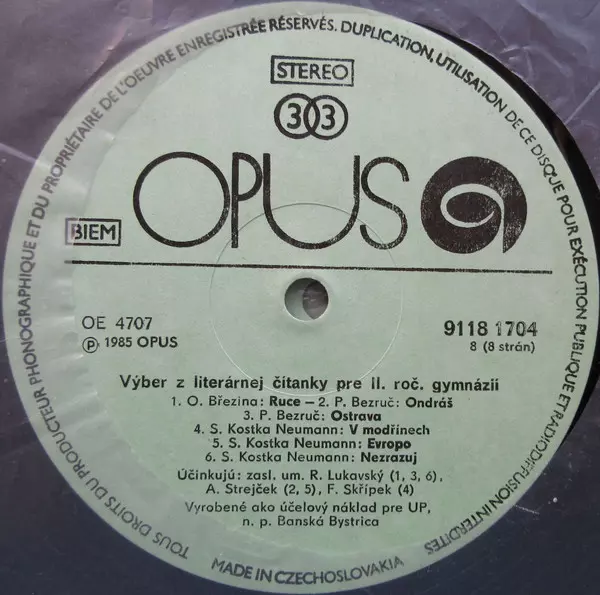 TOUS DROITS DU PRODUCTEUR PHONOGRAPHIQUE ET DU PROPRIÉTAIRE DE L'OEUVRE ENREGISTRÉE RÉSERVÉS. DUPLICATION, UTILISATION DE CE DISQUE POUR EXÉCUTION PUBLIQUE ET RADIODIFFUSION INTERDITES
STEREO
33
OPUS
BIEM
OE 4707
9118 1704
Ⓟ 1985 OPUS
8 (8 strán)
Výber z literárnej čítanky pre II. roč. gymnázií
1. O. Březina: Ruce – 2. P. Bezruč: Ondráš
3. P. Bezruč: Ostrava
4. S. Kostka Neumann: V modřínech
5. S. Kostka Neumann: Evropo
6. S. Kostka Neumann: Nezrazuj
Účinkujú: zasl. um. R. Lukavský (1, 3, 6),
A. Strejček (2, 5), F. Skřípek (4)
Vyrobené ako účelový náklad pre UP,
n. p. Banská Bystrica
MADE IN CZECHOSLOVAKIA